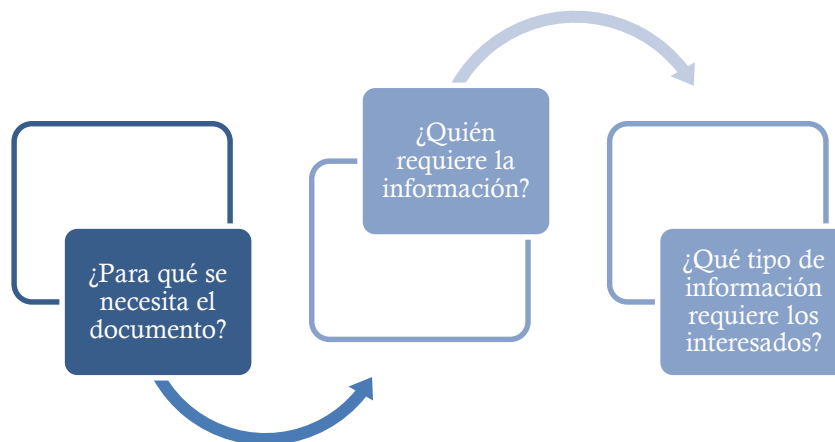 ¿Para qué se
necesita el
documento?
¿Quién
requiere la
información?
¿Qué tipo de
información
requiere los
interesados?